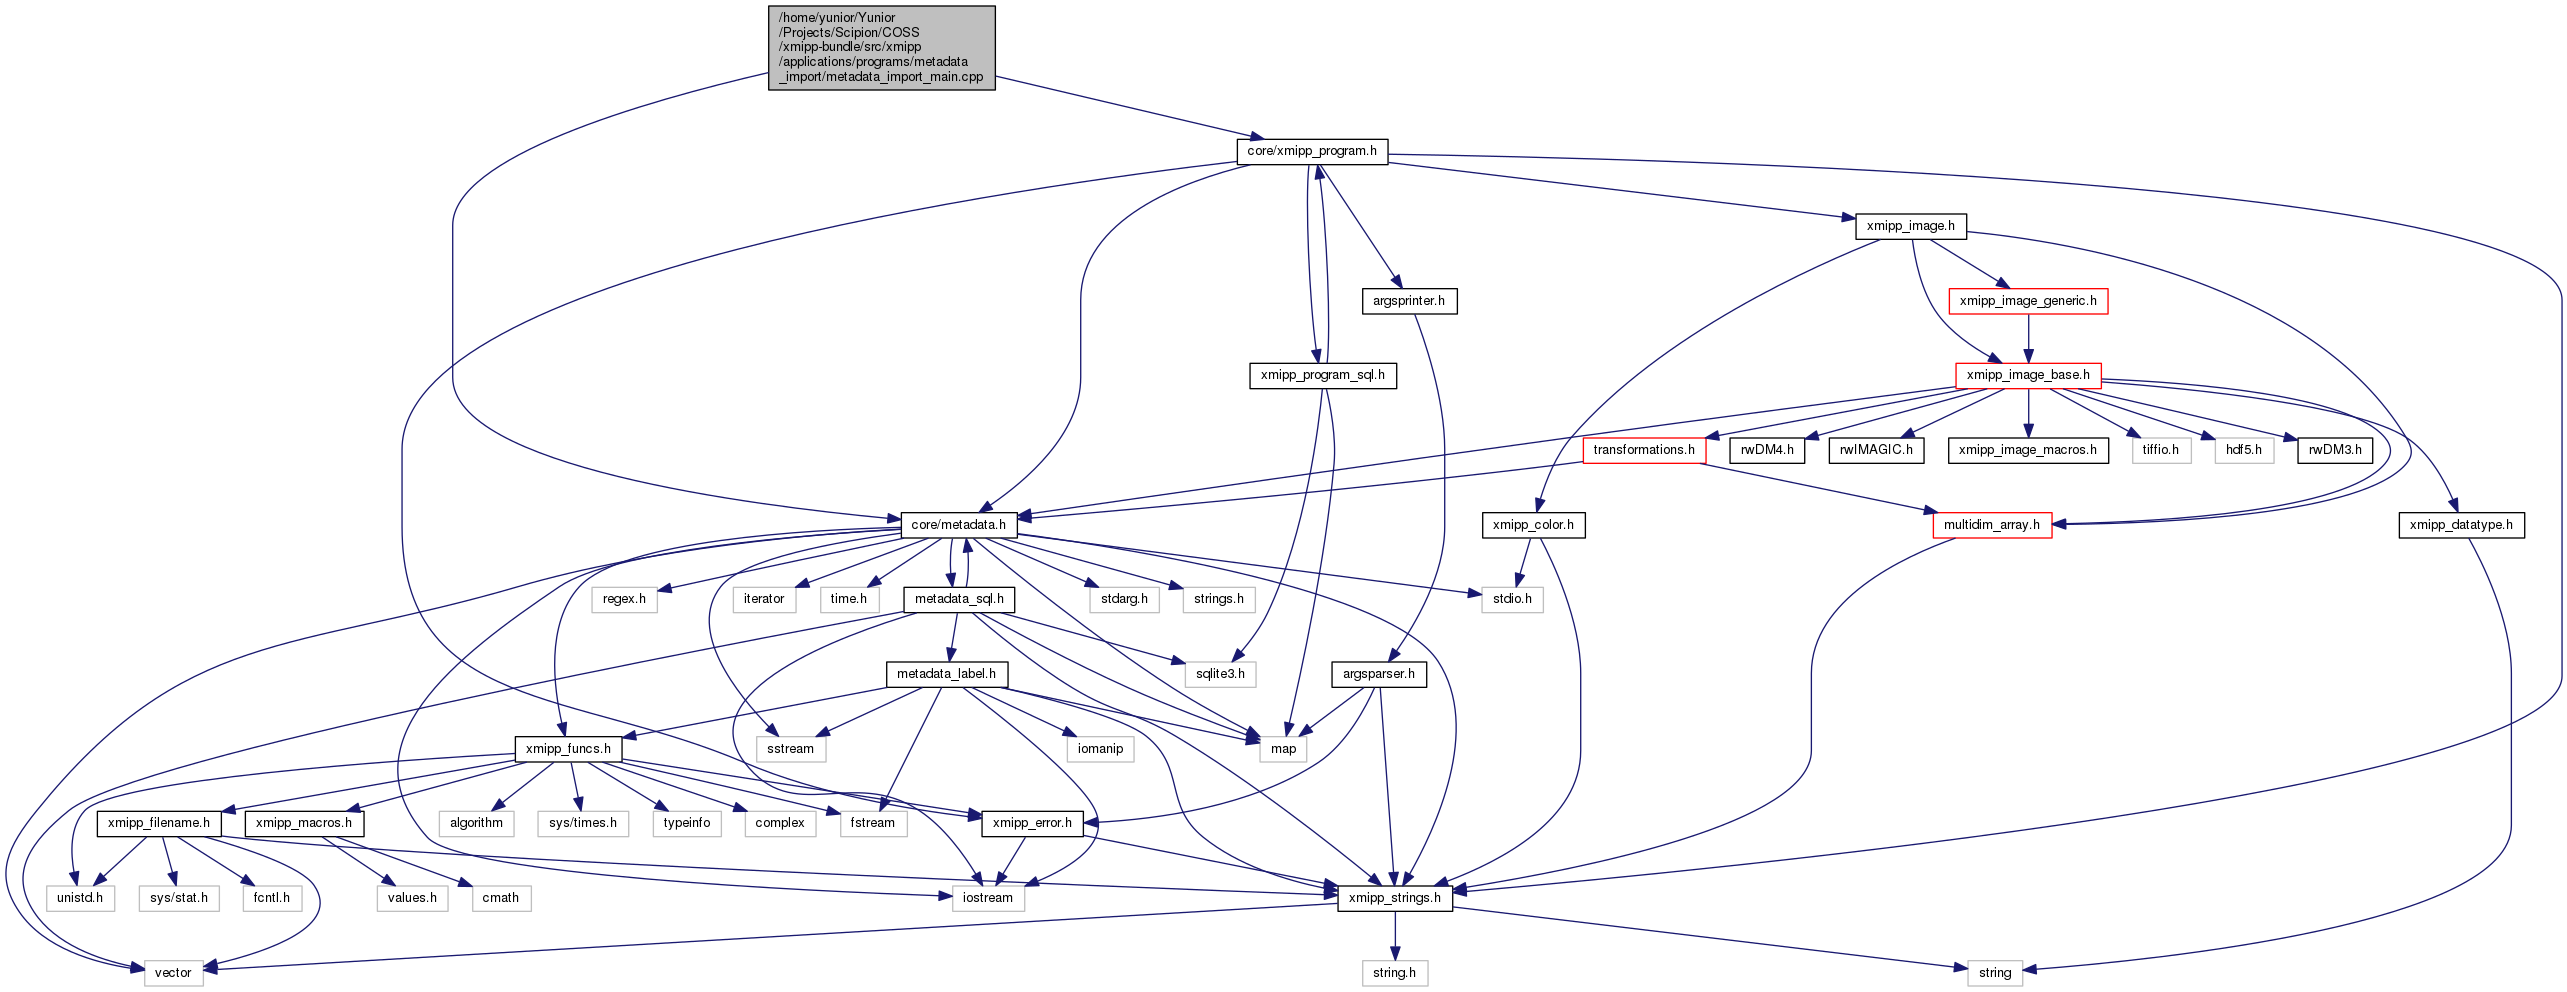 /home/yunior/Yunior
/Projects/Scipion/COSS
/xmipp-bundle/src/xmipp
/applications/programs/metadata
_import/metadata_import_main.cpp
core/xmipp_program.h
xmipp_image.h
argsprinter.h
xmipp_image_generic.h
xmipp_program_sql.h
xmipp_image_base.h
transformations.h
rwDM4.h
rwIMAGIC.h
xmipp_image_macros.h
tiffio.h
hdf5.h
rwDM3.h
core/metadata.h
xmipp_color.h
multidim_array.h
xmipp_datatype.h
regex.h
iterator
time.h
metadata_sql.h
stdarg.h
strings.h
stdio.h
metadata_label.h
sqlite3.h
argsparser.h
xmipp_funcs.h
sstream
iomanip
map
xmipp_filename.h
xmipp_macros.h
algorithm
sys/times.h
typeinfo
complex
fstream
xmipp_error.h
unistd.h
sys/stat.h
fcntl.h
values.h
cmath
iostream
xmipp_strings.h
vector
string.h
string